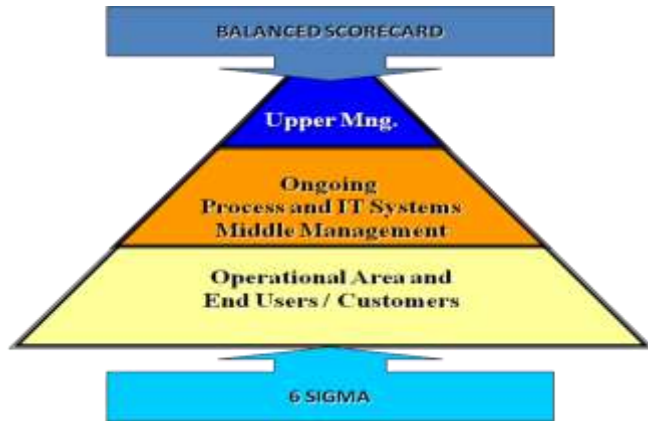 BALANCED SCORECARD
Upper Mng.
Ongoing
Process and IT Systems
Middle Management
Operational Area and
End Users / Customers
6 SIGMA